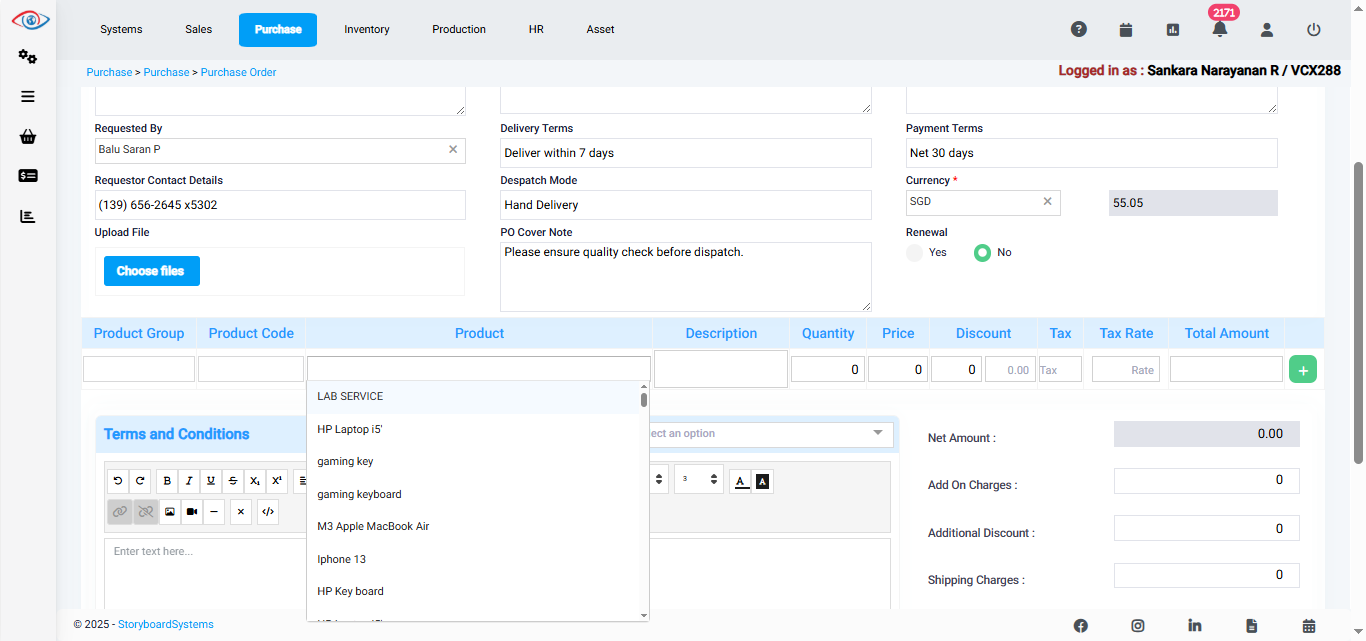 2171
Systems Sales Purchase Inventory Production HR Asset
Purchase > Purchase > Purchase Order
Logged in as : Sankara Narayanan R / VCX288
Requested By Delivery Terms Payment Terms
Balu Saran P Deliver within 7 days Net 30 days
Requestor Contact Details Despatch Mode Currency *
(139) 656-2645 x5302 Hand Delivery SGD 55.05
Upload File PO Cover Note Renewal
Choose files Please ensure quality check before dispatch. Yes No
Product Group Product Code Product Description Quantity Price Discount Tax Tax Rate Total Amount
0 0 0 0.00 Tax Rate +
LAB SERVICE
HP Laptop i5'
gaming key
gaming keyboard
M3 Apple MacBook Air
Iphone 13
HP Key board
Terms and Conditions ect an option
B I U S X₁ X¹ 3 A A
Enter text here...
Net Amount : 0.00
Add On Charges : 0
Additional Discount : 0
Shipping Charges : 0
© 2025 - StoryboardSystems